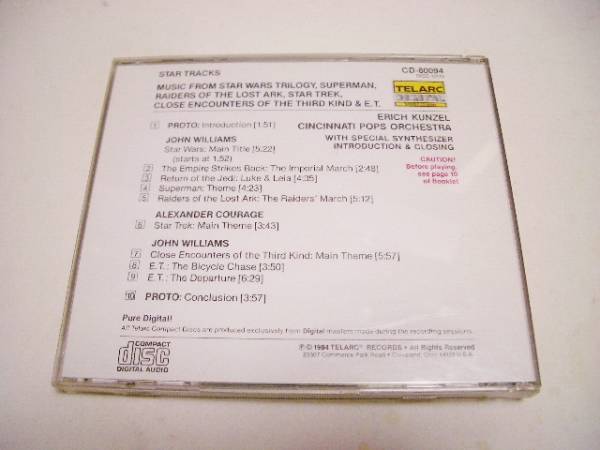 STAR TRACKS
MUSIC FROM STAR WARS TRILOGY, SUPERMAN,
RAIDERS OF THE LOST ARK, STAR TREK,
CLOSE ENCOUNTERS OF THE THIRD KIND & E.T.
CD-80094
TELARC
DIGITAL
ERICH KUNZEL
CINCINNATI POPS ORCHESTRA
WITH SPECIAL SYNTHESIZER
INTRODUCTION & CLOSING
CAUTION!
Before playing,
see page 10
of Booklet
1 PROTO: Introduction [1:51]
JOHN WILLIAMS
Star Wars: Main Title [5:22]
(starts at 1:52)
2 The Empire Strikes Back: The Imperial March [2:48]
3 Return of the Jedi: Luke & Leia [4:35]
4 Superman: Theme [4:23]
5 Raiders of the Lost Ark: The Raiders' March [5:12]
ALEXANDER COURAGE
6 Star Trek: Main Theme [3:43]
JOHN WILLIAMS
7 Close Encounters of the Third Kind: Main Theme [5:57]
8 E.T.: The Bicycle Chase [3:50]
9 E.T.: The Departure [6:29]
10 PROTO: Conclusion [3:57]
Pure Digital!
All Telarc Compact Discs are produced exclusively from Digital masters made during the recording sessions.
COMPACT
disc
DIGITAL AUDIO
℗ © 1984 TELARC® RECORDS • All Rights Reserved
23307 Commerce Park Road • Cleveland, Ohio 44122 U.S.A.